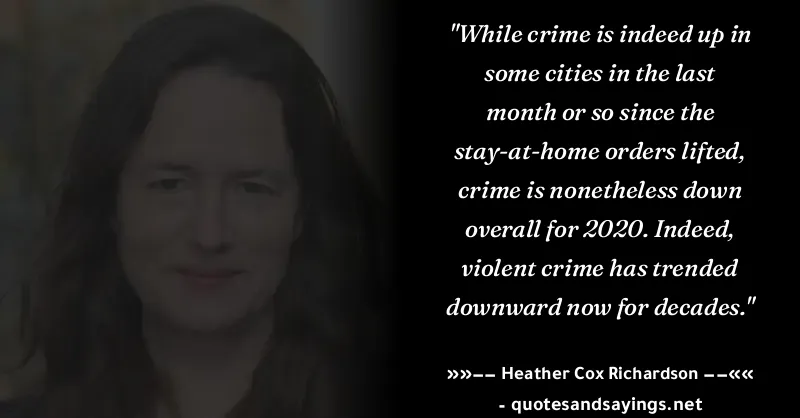 "While crime is indeed up in
some cities in the last
month or so since the
stay-at-home orders lifted,
crime is nonetheless down
overall for 2020. Indeed,
violent crime has trended
downward now for decades."
»»-- Heather Cox Richardson --««
- quotesandsayings.net